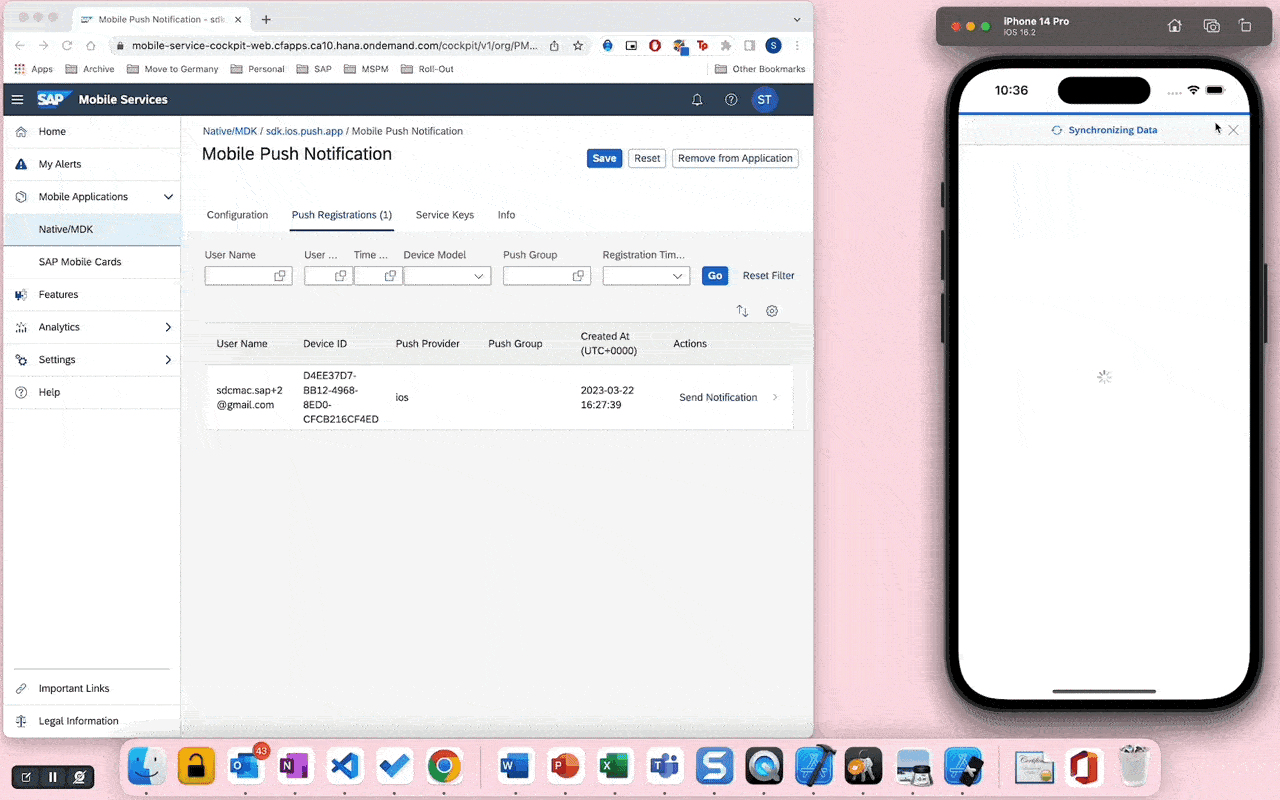 Mobile Push Notification - sdk
mobile-service-cockpit-web.cfapps.ca10.hana.ondemand.com/cockpit/v1/org/PM...
Apps Archive Move to Germany Personal SAP MSPM Roll-Out Other Bookmarks
SAP Mobile Services ST
Home
My Alerts
Mobile Applications
Native/MDK
SAP Mobile Cards
Features
Analytics
Settings
Help
Important Links
Legal Information
Native/MDK / sdk.ios.push.app / Mobile Push Notification
Mobile Push Notification
Save Reset Remove from Application
Configuration Push Registrations (1) Service Keys Info
User Name User ... Time ... Device Model Push Group Registration Tim...
Go Reset Filter
User Name Device ID Push Provider Push Group Created At (UTC+0000) Actions
sdcmac.sap+2
@gmail.com
D4EE37D7-
BB12-4968-
8ED0-
CFCB216CF4ED
ios
2023-03-22
16:27:39
Send Notification
iPhone 14 Pro
iOS 16.2
10:36
Synchronizing Data
43